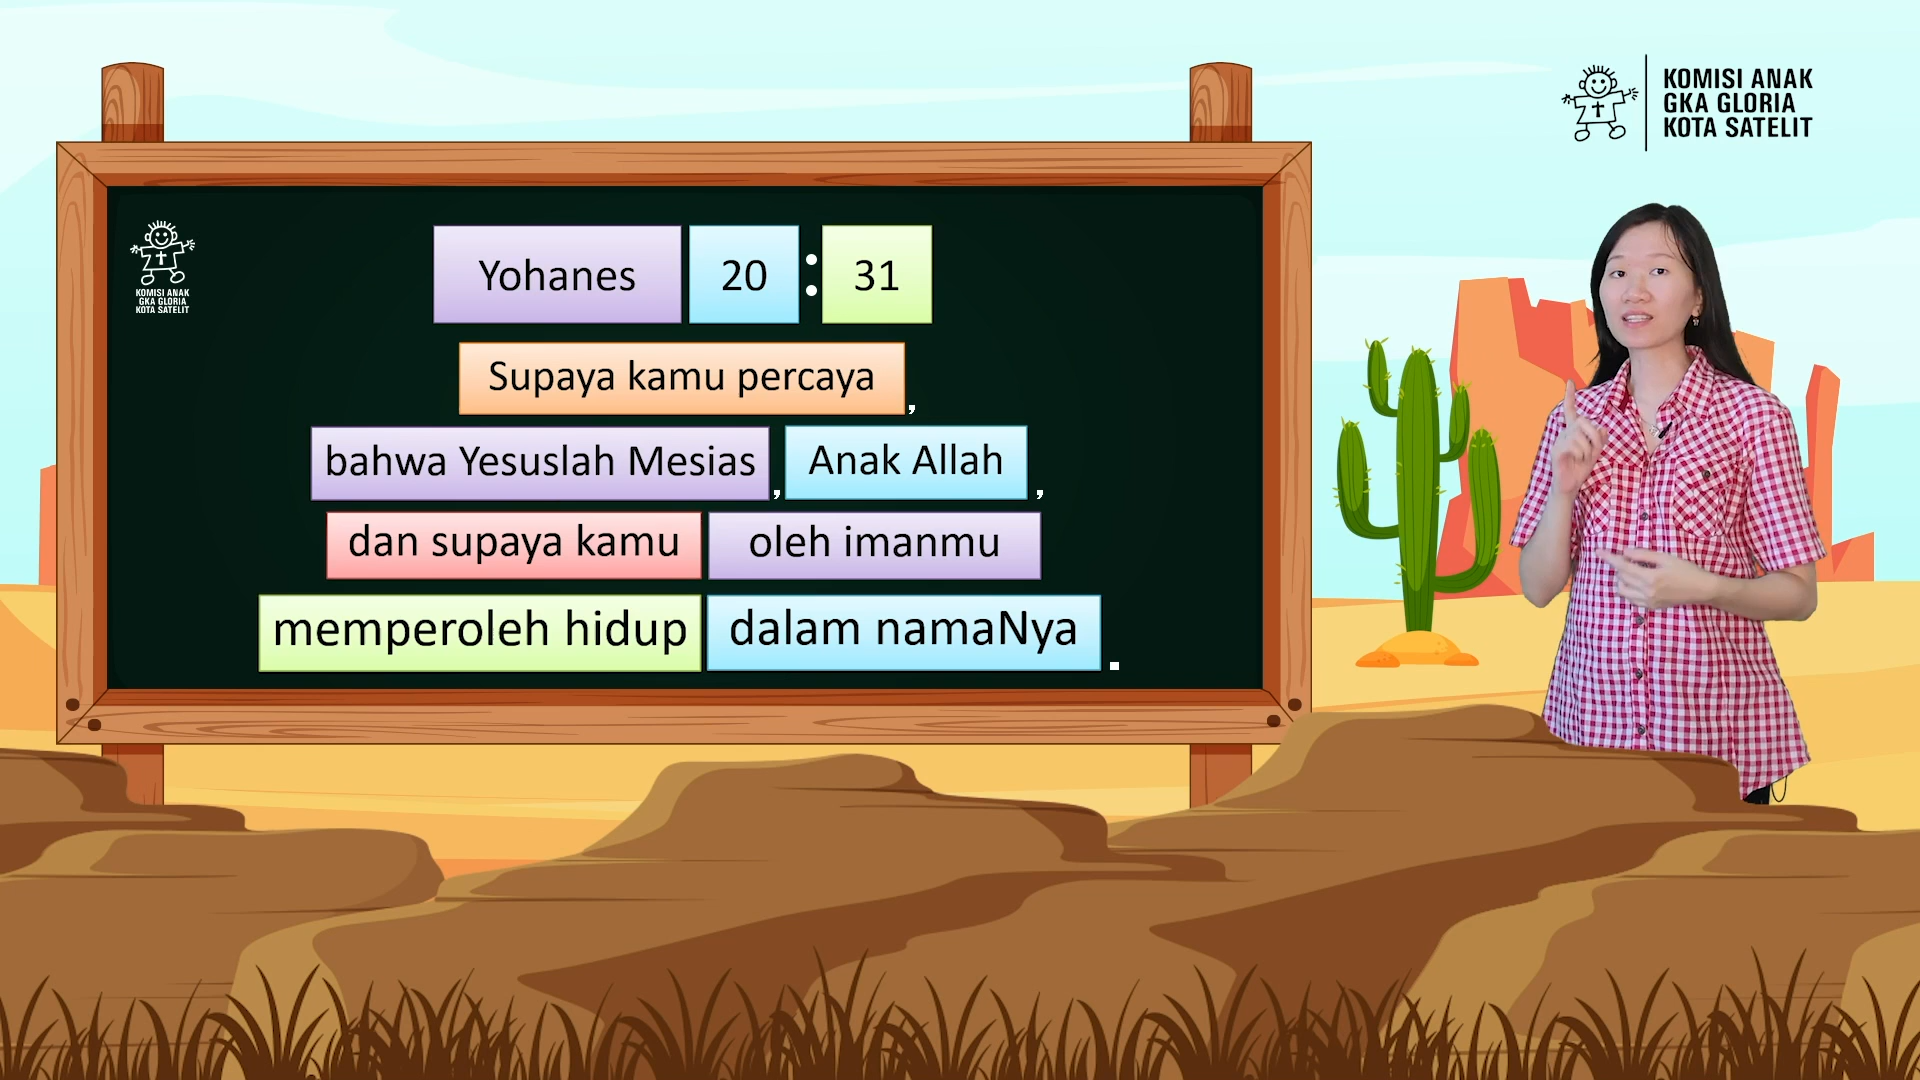 KOMISI ANAK
GKA GLORIA
KOTA SATELIT
KOMISI ANAK
GKA GLORIA
KOTA SATELIT
Yohanes 20 : 31
Supaya kamu percaya,
bahwa Yesuslah Mesias, Anak Allah,
dan supaya kamu oleh imanmu
memperoleh hidup dalam namaNya.